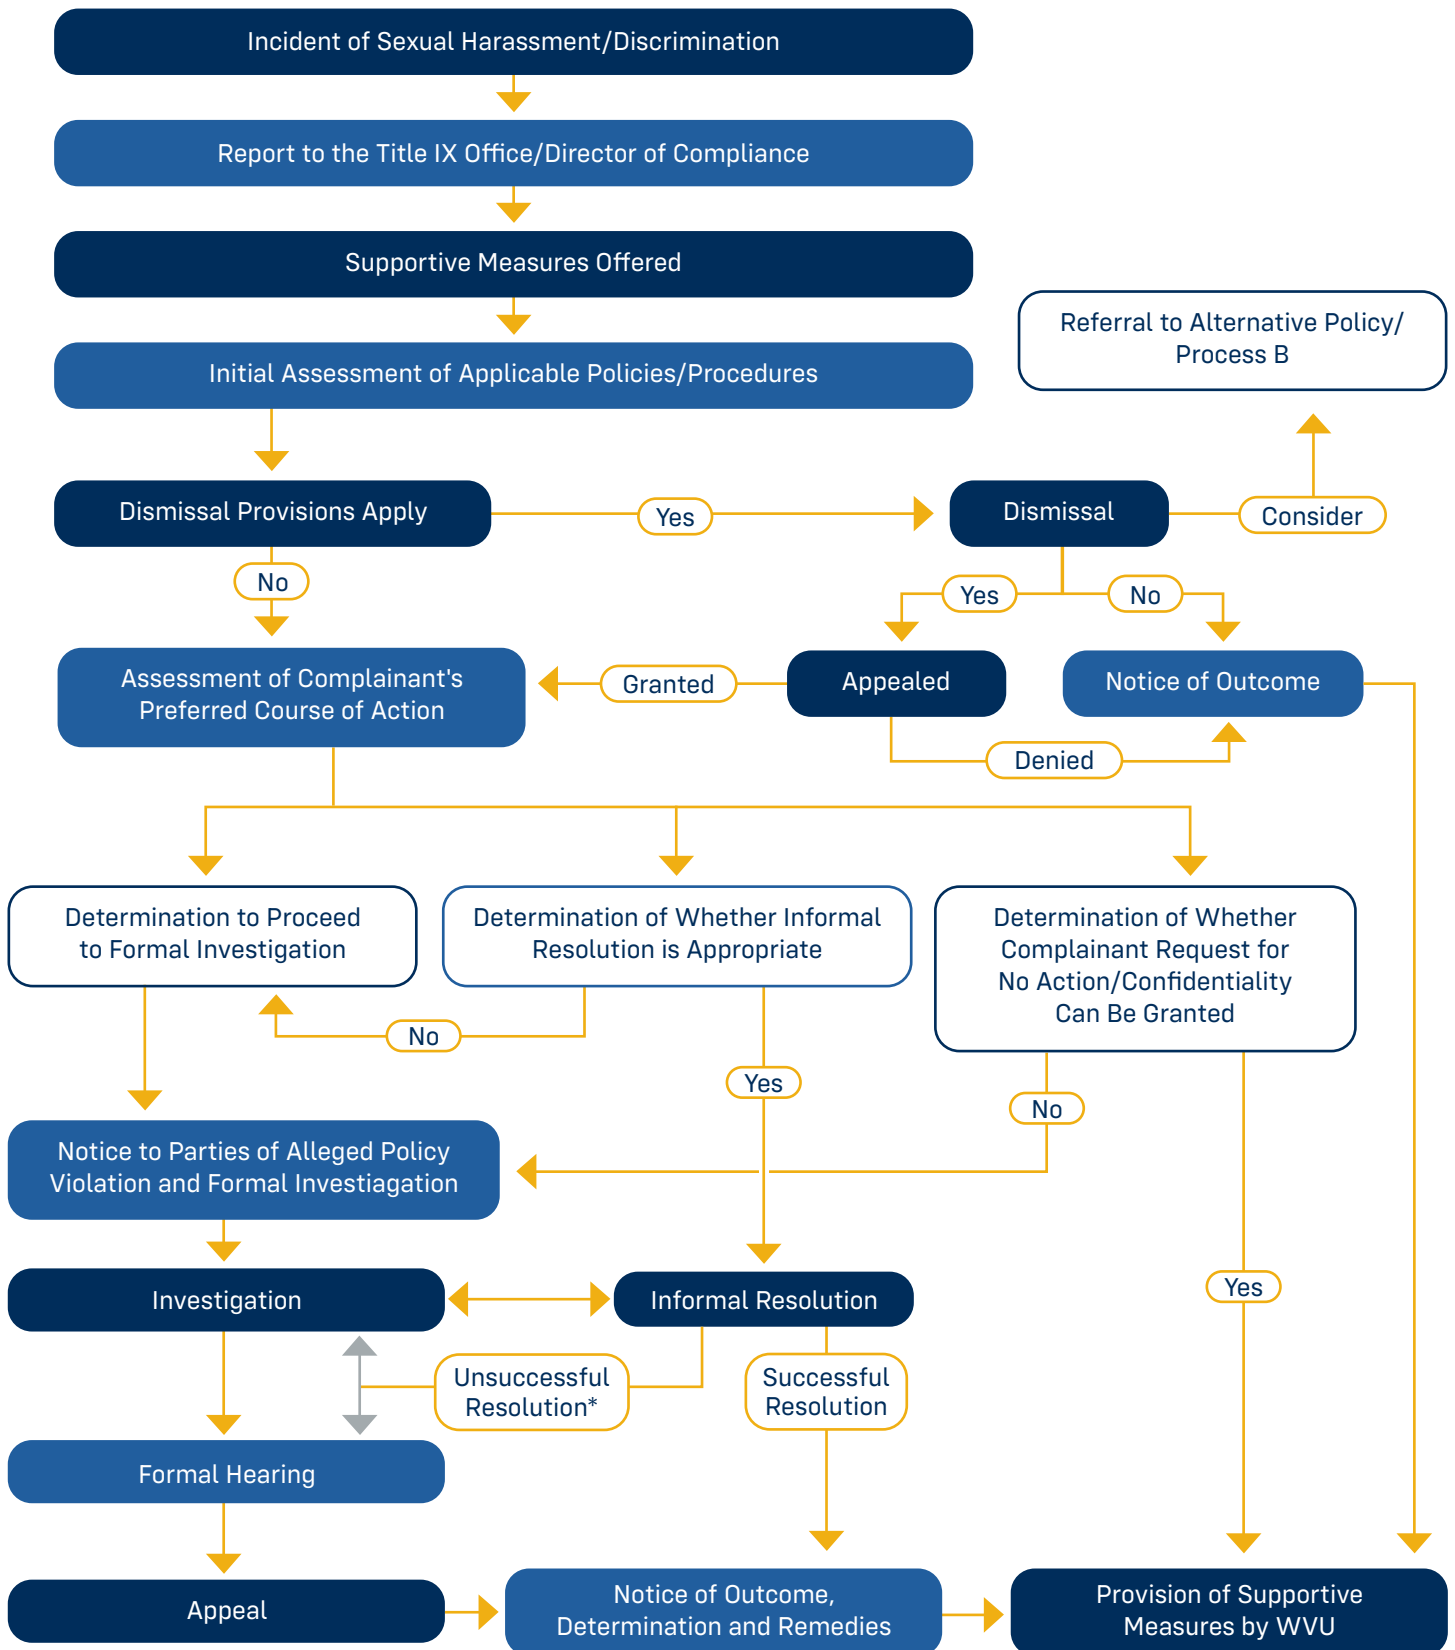 Incident of Sexual Harassment/Discrimination
Report to the Title IX Office/Director of Compliance
Supportive Measures Offered
Referral to Alternative Policy/
Process B
Initial Assessment of Applicable Policies/Procedures
Dismissal Provisions Apply
Yes
Dismissal
Consider
No
Yes
No
Assessment of Complainant's
Preferred Course of Action
Granted
Appealed
Notice of Outcome
Denied
Determination to Proceed
to Formal Investigation
Determination of Whether Informal
Resolution is Appropriate
Determination of Whether
Complainant Request for
No Action/Confidentiality
Can Be Granted
No
Yes
No
Notice to Parties of Alleged Policy
Violation and Formal Investiagation
Investigation
Informal Resolution
Yes
Unsuccessful
Resolution*
Successful
Resolution
Formal Hearing
Appeal
Notice of Outcome,
Determination and Remedies
Provision of Supportive
Measures by WVU